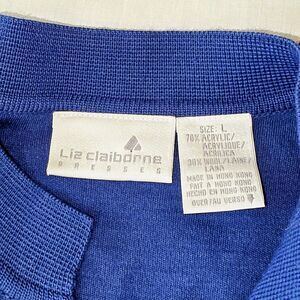 Liz claiborne
DRESSES
SIZE: L
70% ACRYLIC/
ACRYLIQUE/
ACRILICA
30% WOOL/LAINE/
LANA
MADE IN HONG KONG
FAIT A HONG KONG
HECHO EN HONG KONG
OVER/AU VERSO